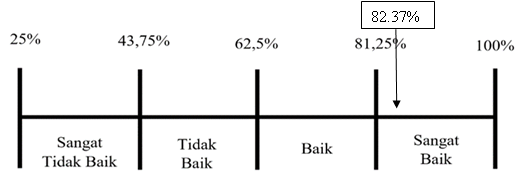 82.37%
25% 43,75% 62,5% 81,25% 100%
Sangat Tidak Baik
Tidak Baik
Baik
Sangat Baik